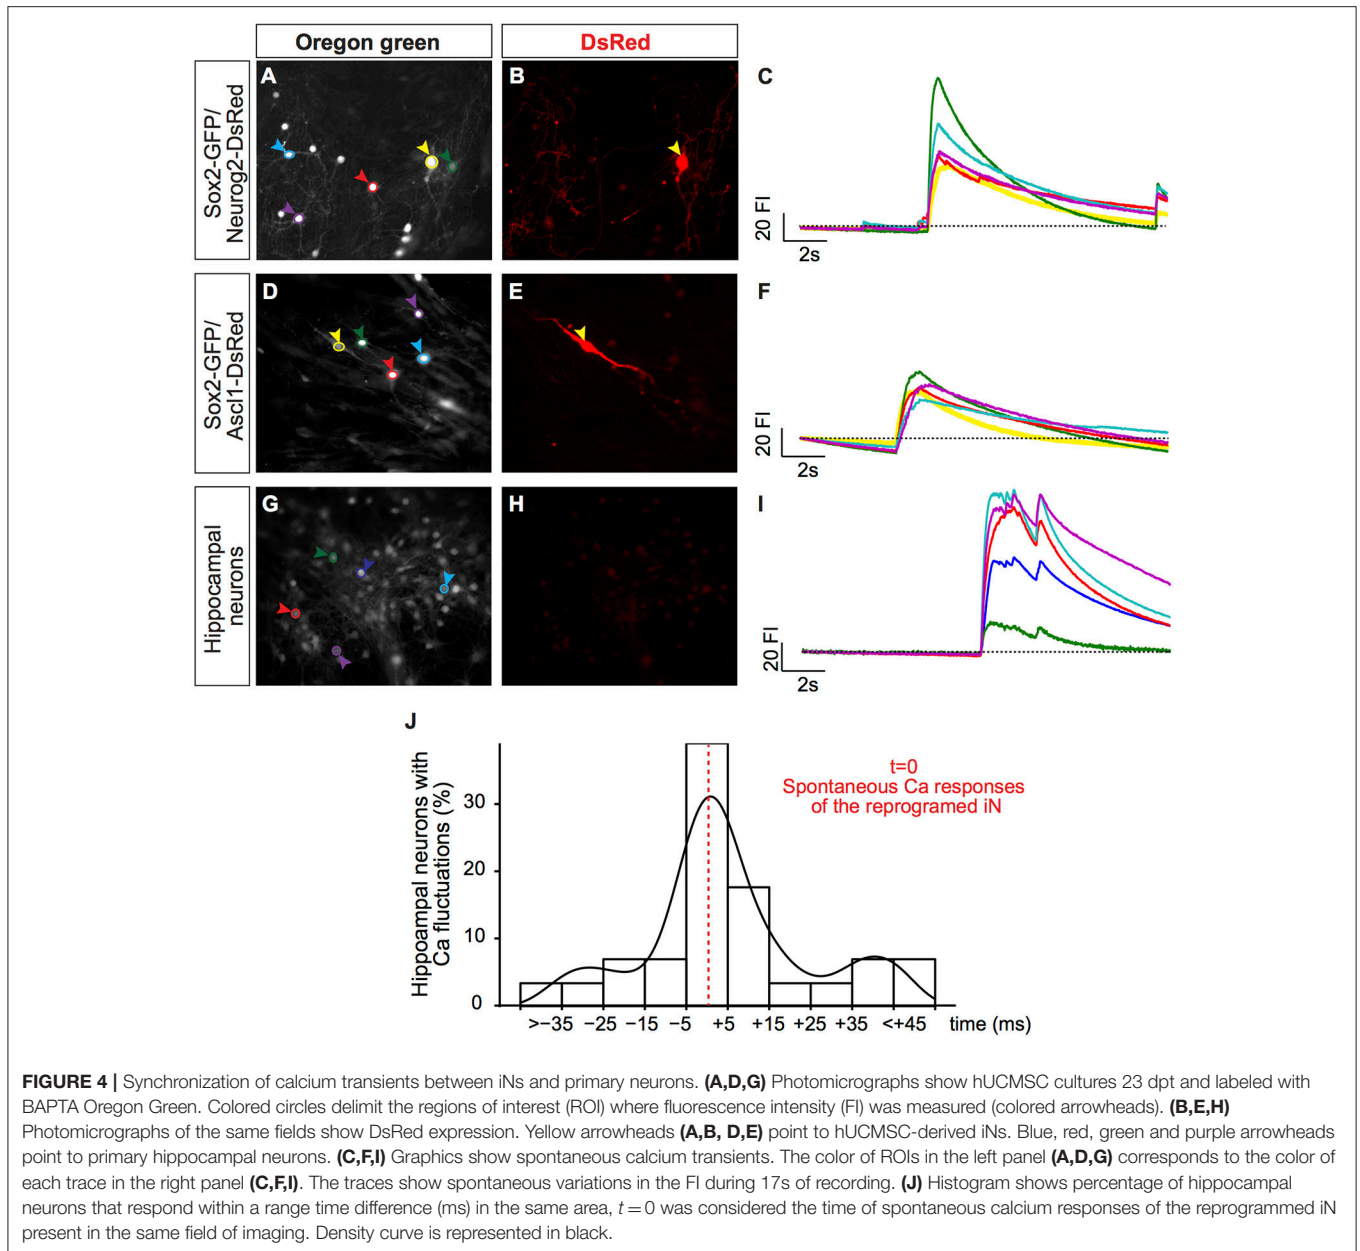 Oregon green
DsRed
Sox2-GFP/
Neurog2-DsRed
A
B
C
20 FI
2s
Sox2-GFP/
Ascl1-DsRed
D
E
F
20 FI
2s
Hippocampal
neurons
G
H
I
20 FI
2s
J
Hippoampal neurons with
Ca fluctuations (%)
30
20
10
0
t=0
Spontaneous Ca responses
of the reprogramed iN
>−35 −25 −15 −5 +5 +15 +25 +35 <+45 time (ms)
FIGURE 4 | Synchronization of calcium transients between iNs and primary neurons. (A,D,G) Photomicrographs show hUCMSC cultures 23 dpt and labeled with
BAPTA Oregon Green. Colored circles delimit the regions of interest (ROI) where fluorescence intensity (FI) was measured (colored arrowheads). (B,E,H)
Photomicrographs of the same fields show DsRed expression. Yellow arrowheads (A,B, D,E) point to hUCMSC-derived iNs. Blue, red, green and purple arrowheads
point to primary hippocampal neurons. (C,F,I) Graphics show spontaneous calcium transients. The color of ROIs in the left panel (A,D,G) corresponds to the color of
each trace in the right panel (C,F,I). The traces show spontaneous variations in the FI during 17s of recording. (J) Histogram shows percentage of hippocampal
neurons that respond within a range time difference (ms) in the same area, t = 0 was considered the time of spontaneous calcium responses of the reprogrammed iN
present in the same field of imaging. Density curve is represented in black.